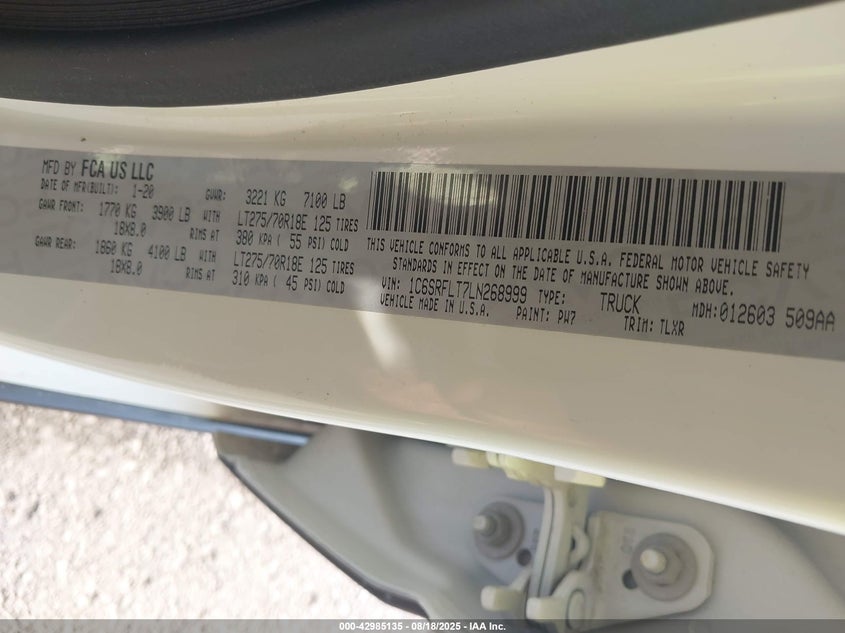 MFD BY FCA US LLC
DATE OF MFR(BUILT): 1-20 GVWR: 3221 KG 7100 LB
GAWR FRONT: 1770 KG 3900 LB WITH LT275/70R18E 125 TIRES
18X8.0 RIMS AT 380 KPA ( 55 PSI) COLD
GAWR REAR: 1860 KG 4100 LB WITH LT275/70R18E 125 TIRES
18X8.0 RIMS AT 310 KPA ( 45 PSI) COLD
THIS VEHICLE CONFORMS TO ALL APPLICABLE U.S.A. FEDERAL MOTOR VEHICLE SAFETY
STANDARDS IN EFFECT ON THE DATE OF MANUFACTURE SHOWN ABOVE.
VIN: 1C6SRFLT7LN268999 TYPE: TRUCK MDH:012603 509AA
VEHICLE MADE IN U.S.A. PAINT: PW7 TRIM: TLXR
000-42985135 - 08/18/2025 - IAA Inc.